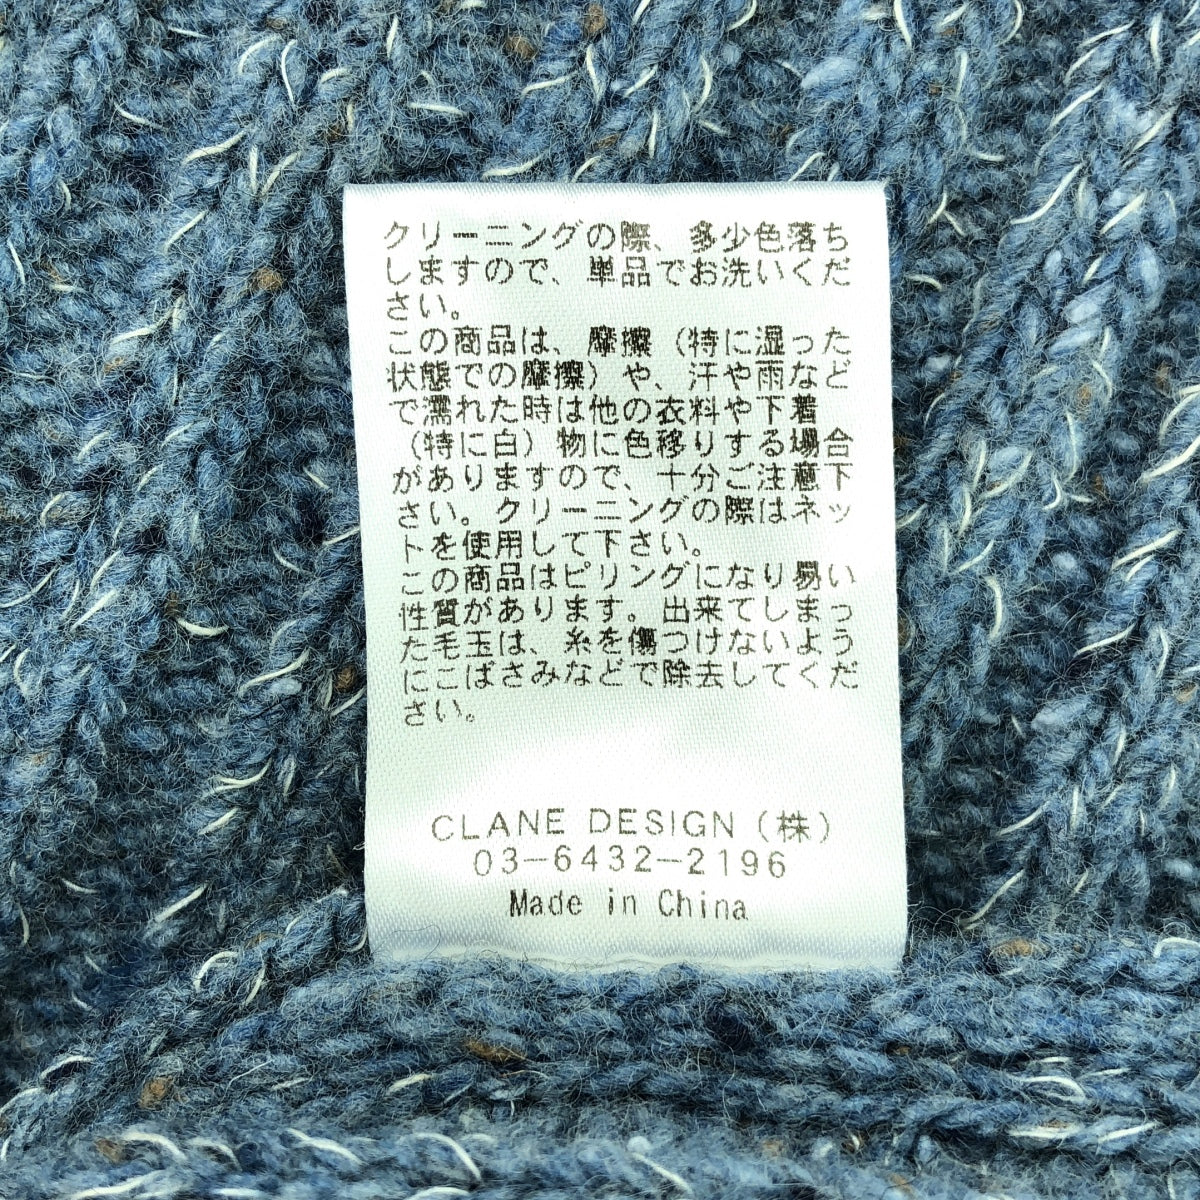 クリーニングの際、多少色落ち
しますので、単品でお洗いくだ
さい。
この商品は、摩擦（特に湿った
状態での摩擦）や、汗や雨など
で濡れた時は他の衣料や下着
（特に白）物に色移りする場合
がありますので、十分ご注意下
さい。クリーニングの際はネッ
トを使用して下さい。
この商品はピリングになり易い
性質があります。出来てしまっ
た毛玉は、糸を傷つけないよう
にこばさみなどで除去してくだ
さい。
CLANE DESIGN（株）
03-6432-2196
Made in China